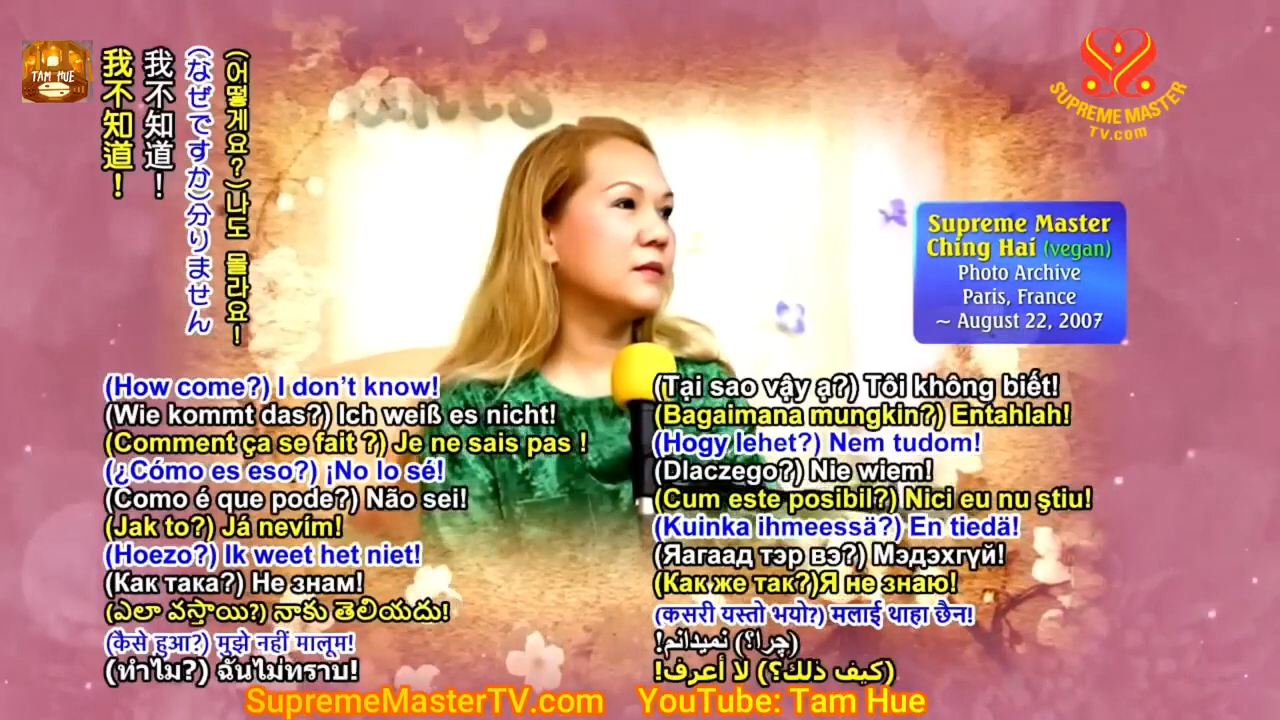 TAM HUE
我不知道！
我不知道！
(なぜですか)分りません
(어떻게요?)나도 몰라요!
SUPREME MASTER
TV.com
Supreme Master
Ching Hai (vegan)
Photo Archive
Paris, France
~ August 22, 2007
(How come?) I don’t know!
(Wie kommt das?) Ich weiß es nicht!
(Comment ça se fait ?) Je ne sais pas !
(¿Cómo es eso?) ¡No lo sé!
(Como é que pode?) Não sei!
(Jak to?) Já nevím!
(Hoezo?) Ik weet het niet!
(Как така?) Не знам!
(ఎలా వస్తాయి?) నాకు తెలియదు!
(कैसे हुआ?) मुझे नहीं मालूम!
(ทำไม?) ฉันไม่ทราบ!
(Tại sao vậy ạ?) Tôi không biết!
(Bagaimana mungkin?) Entahlah!
(Hogy lehet?) Nem tudom!
(Dlaczego?) Nie wiem!
(Cum este posibil?) Nici eu nu ştiu!
(Kuinka ihmeessä?) En tiedä!
(Яагаад тэр вэ?) Мэдэхгүй!
(Как же так?)Я не знаю!
(कसरी यस्तो भयो?) मलाई थाहा छैन!
(چرا؟) نمیدانم!
(كيف ذلك؟) لا أعرف!
SupremeMasterTV.com YouTube: Tam Hue